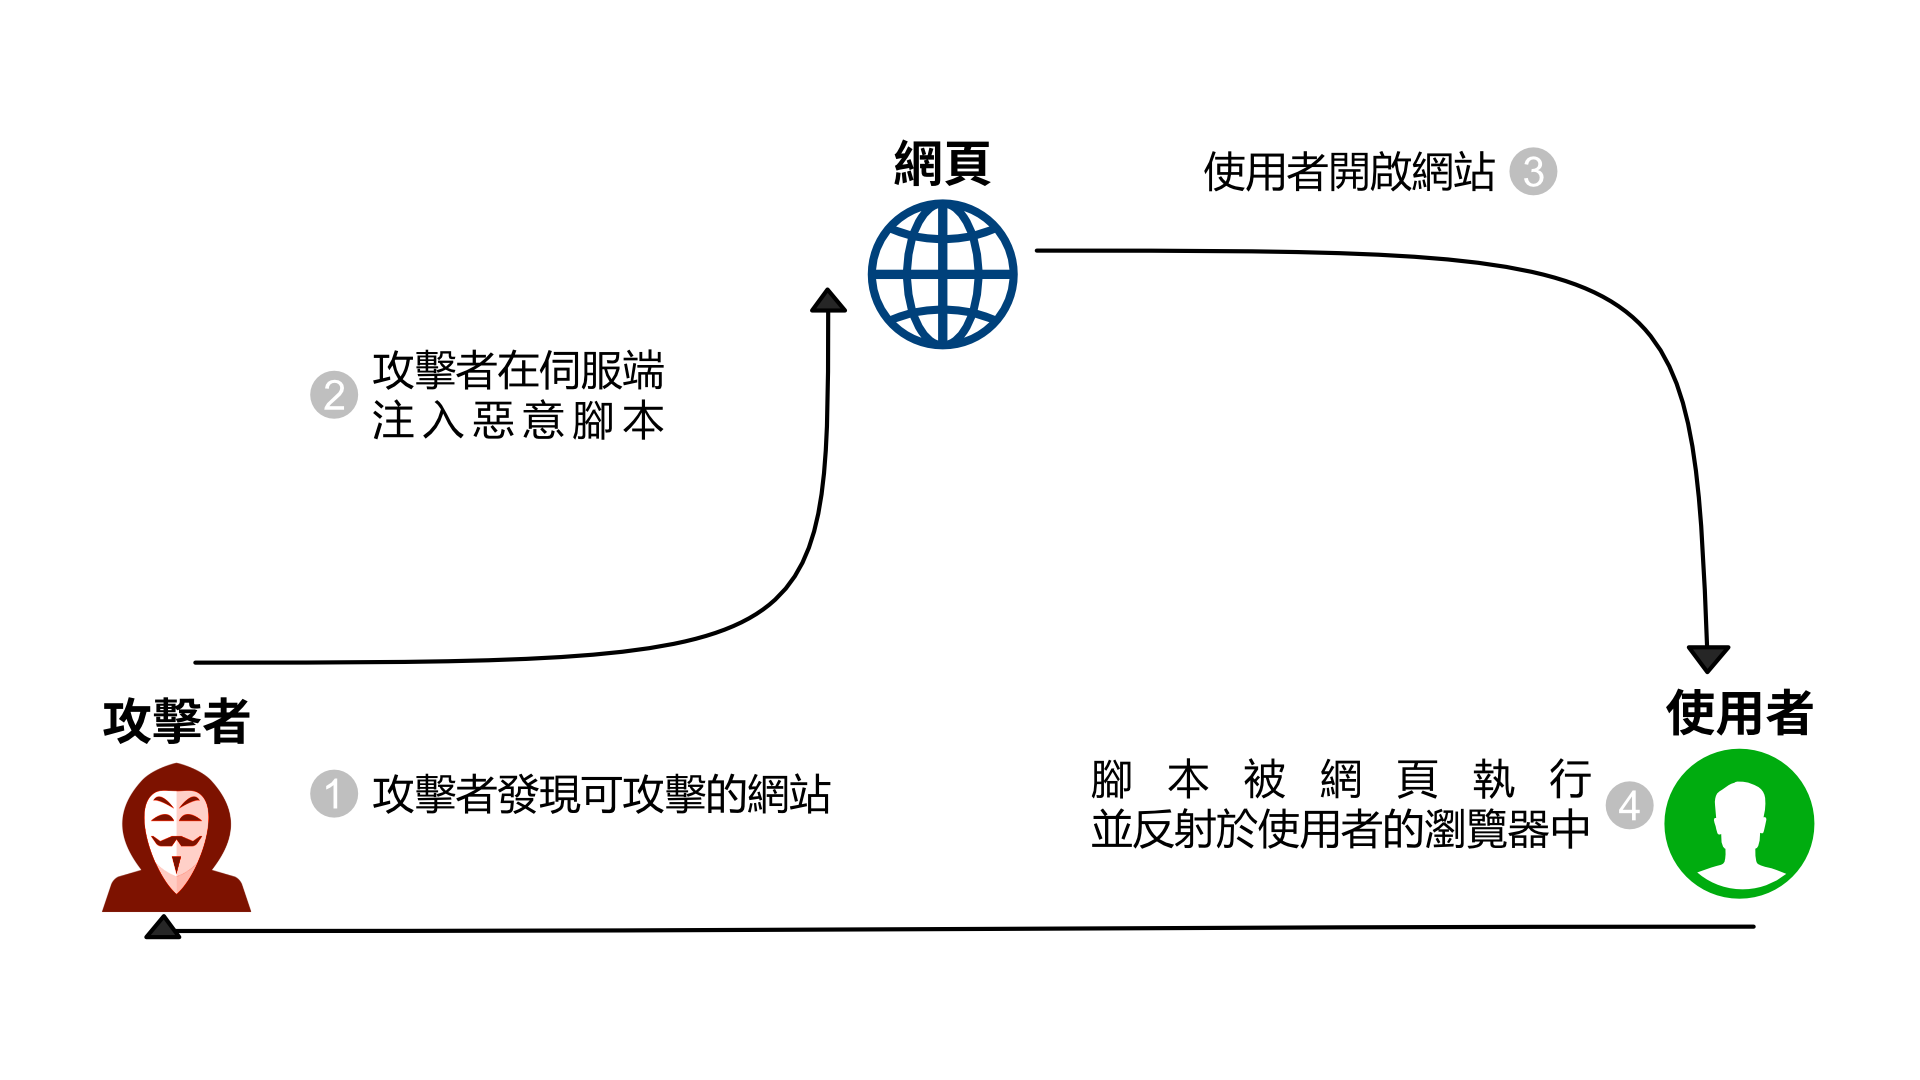 網頁
使用者開啟網站 3
2 攻擊者在伺服端
注入惡意腳本
攻擊者
1 攻擊者發現可攻擊的網站
使用者
腳本被網頁執行
並反射於使用者的瀏覽器中 4